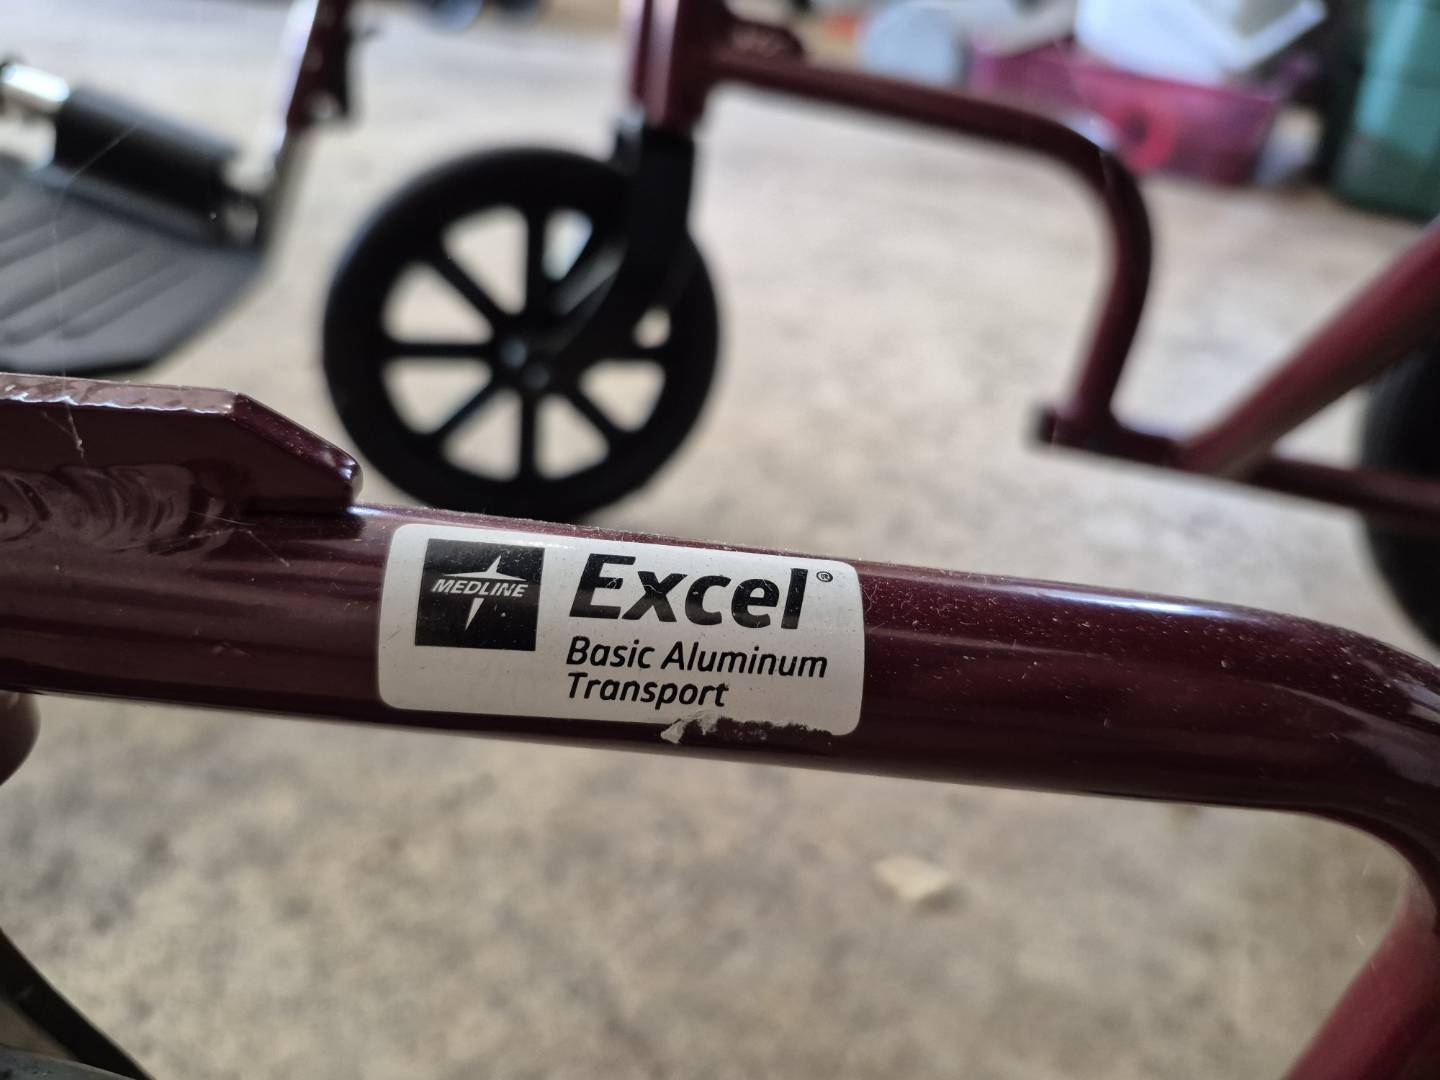 MEDLINE
Excel®
Basic Aluminum
Transport